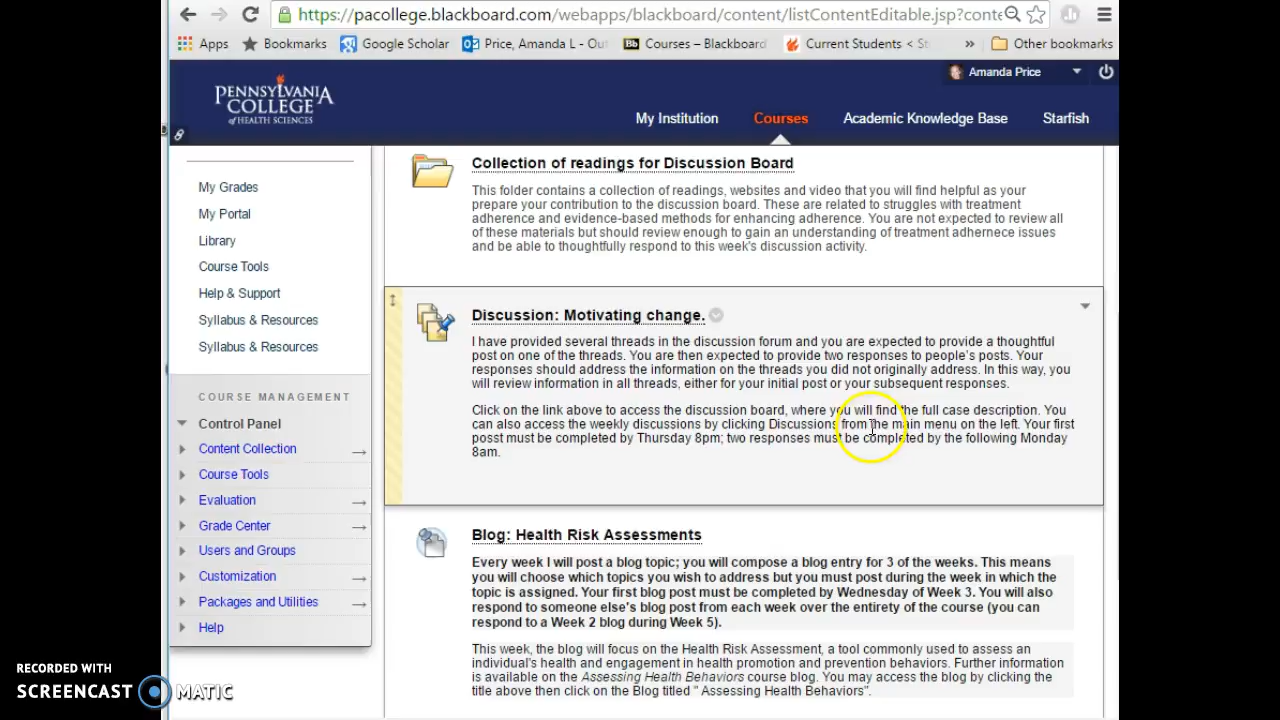 https://pacollege.blackboard.com/webapps/blackboard/content/listContentEditable.jsp?conte
Apps Bookmarks Google Scholar Price, Amanda L - Out Bb Courses – Blackboard Current Students < St » Other bookmarks
Amanda Price
PENNSYLVANIA
COLLEGE
of HEALTH SCIENCES
My Institution Courses Academic Knowledge Base Starfish
My Grades
My Portal
Library
Course Tools
Help & Support
Syllabus & Resources
Syllabus & Resources
COURSE MANAGEMENT
Control Panel
Content Collection
Course Tools
Evaluation
Grade Center
Users and Groups
Customization
Packages and Utilities
Help
Collection of readings for Discussion Board
This folder contains a collection of readings, websites and video that you will find helpful as your
prepare your contribution to the discussion board. These are related to struggles with treatment
adherence and evidence-based methods for enhancing adherence. You are not expected to review all
of these materials but should review enough to gain an understanding of treatment adhernece issues
and be able to thoughtfully respond to this week's discussion activity.
Discussion: Motivating change.
I have provided several threads in the discussion forum and you are expected to provide a thoughtful
post on one of the threads. You are then expected to provide two responses to people's posts. Your
responses should address the information on the threads you did not originally address. In this way, you
will review information in all threads, either for your initial post or your subsequent responses.
Click on the link above to access the discussion board, where you will find the full case description. You
can also access the weekly discussions by clicking Discussions from the main menu on the left. Your first
posst must be completed by Thursday 8pm; two responses must be completed by the following Monday
8am.
Blog: Health Risk Assessments
Every week I will post a blog topic; you will compose a blog entry for 3 of the weeks. This means
you will choose which topics you wish to address but you must post during the week in which the
topic is assigned. Your first blog post must be completed by Wednesday of Week 3. You will also
respond to someone else's blog post from each week over the entirety of the course (you can
respond to a Week 2 blog during Week 5).
This week, the blog will focus on the Health Risk Assessment, a tool commonly used to assess an
individual's health and engagement in health promotion and prevention behaviors. Further information
is available on the Assessing Health Behaviors course blog. You may access the blog by clicking the
title above then click on the Blog titled " Assessing Health Behaviors".
RECORDED WITH
SCREENCAST MATIC